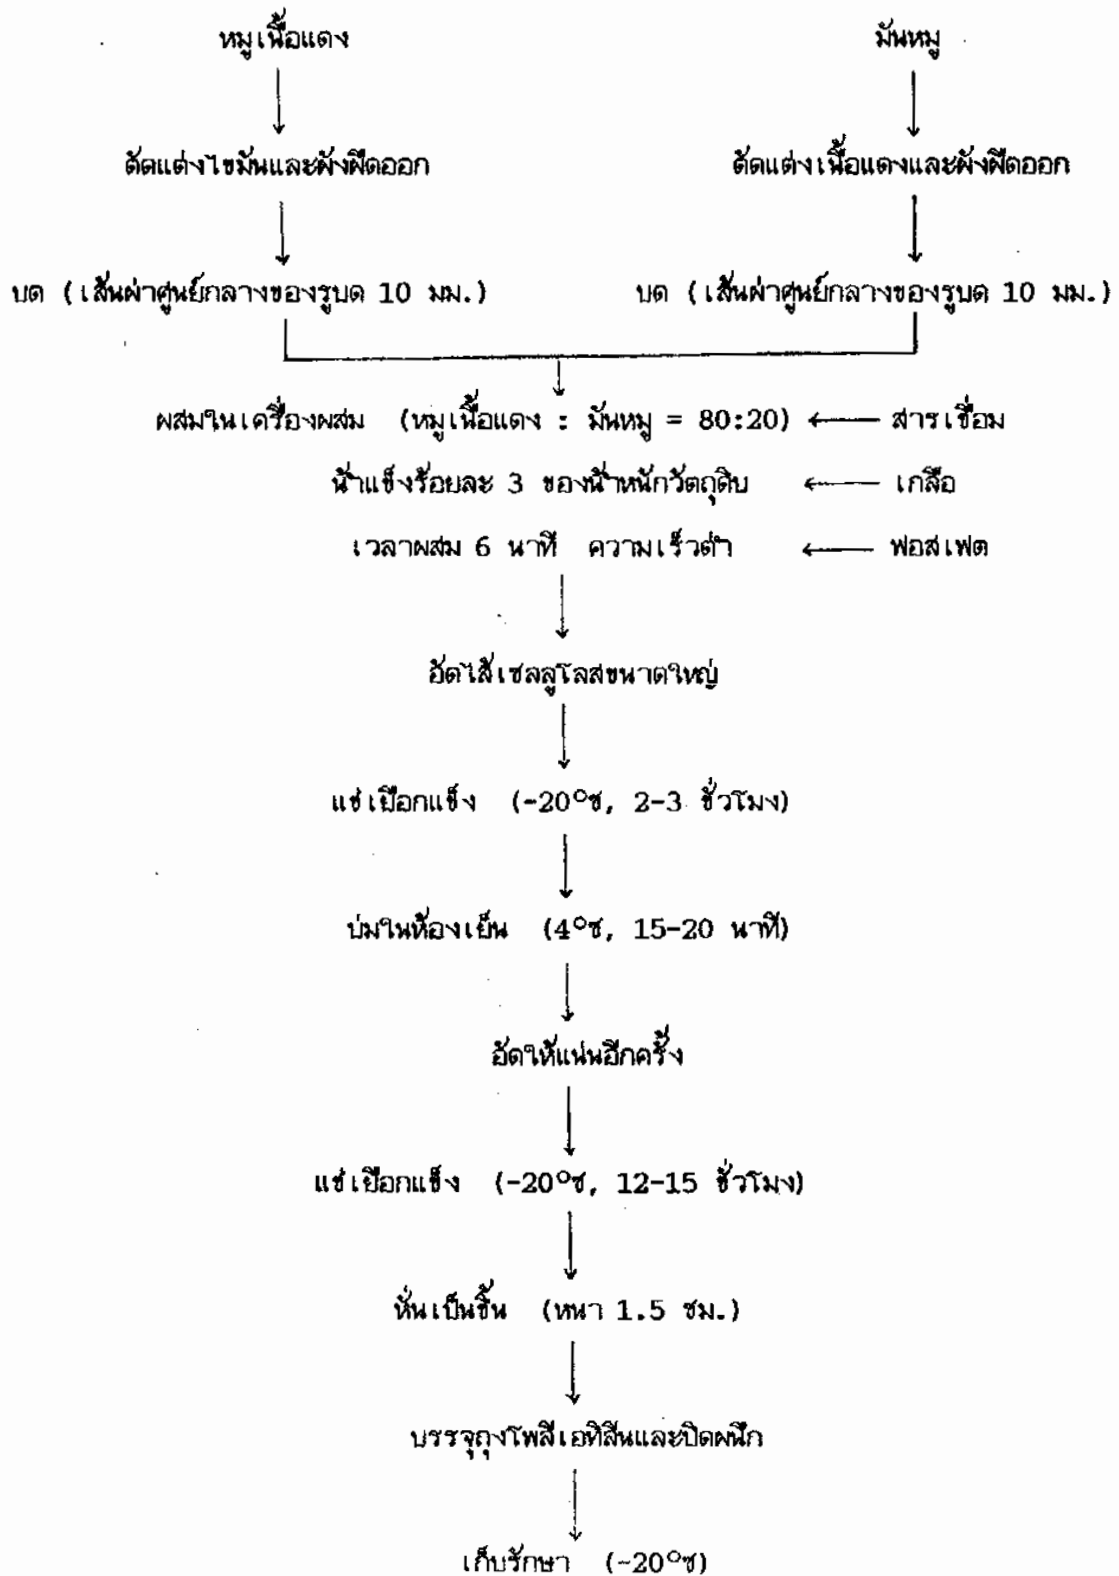 หมูเนื้อแดง
มันหมู
ตัดแต่งไขมันและผังผืดออก
ตัดแต่งเนื้อแดงและผังผืดออก
บด (เส้นผ่าศูนย์กลางของรูบด 10 มม.)
บด (เส้นผ่าศูนย์กลางของรูบด 10 มม.)
ผสมในเครื่องผสม (หมูเนื้อแดง : มันหมู = 80:20) ← สารเชื่อม
น้ำแข็งร้อยละ 3 ของน้ำหนักวัตถุดิบ ← เกลือ
เวลาผสม 6 นาที ความเร็วต่ำ ← ฟอสเฟต
อัดไส้เซลลูโลสขนาดใหญ่
แช่เยือกแข็ง (-20°ซ, 2-3 ชั่วโมง)
บ่มในห้องเย็น (4°ซ, 15-20 นาที)
อัดให้แน่นอีกครั้ง
แช่เยือกแข็ง (-20°ซ, 12-15 ชั่วโมง)
หั่นเป็นชิ้น (หนา 1.5 ซม.)
บรรจุถุงโพลีเอทิลีนและปิดผนึก
เก็บรักษา (-20°ซ)